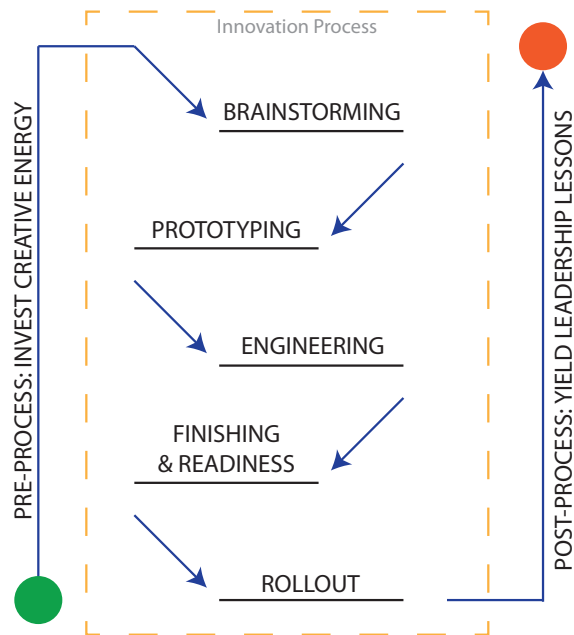 Innovation Process
PRE-PROCESS: INVEST CREATIVE ENERGY
BRAINSTORMING
PROTOTYPING
ENGINEERING
FINISHING
& READINESS
ROLLOUT
POST-PROCESS: YIELD LEADERSHIP LESSONS